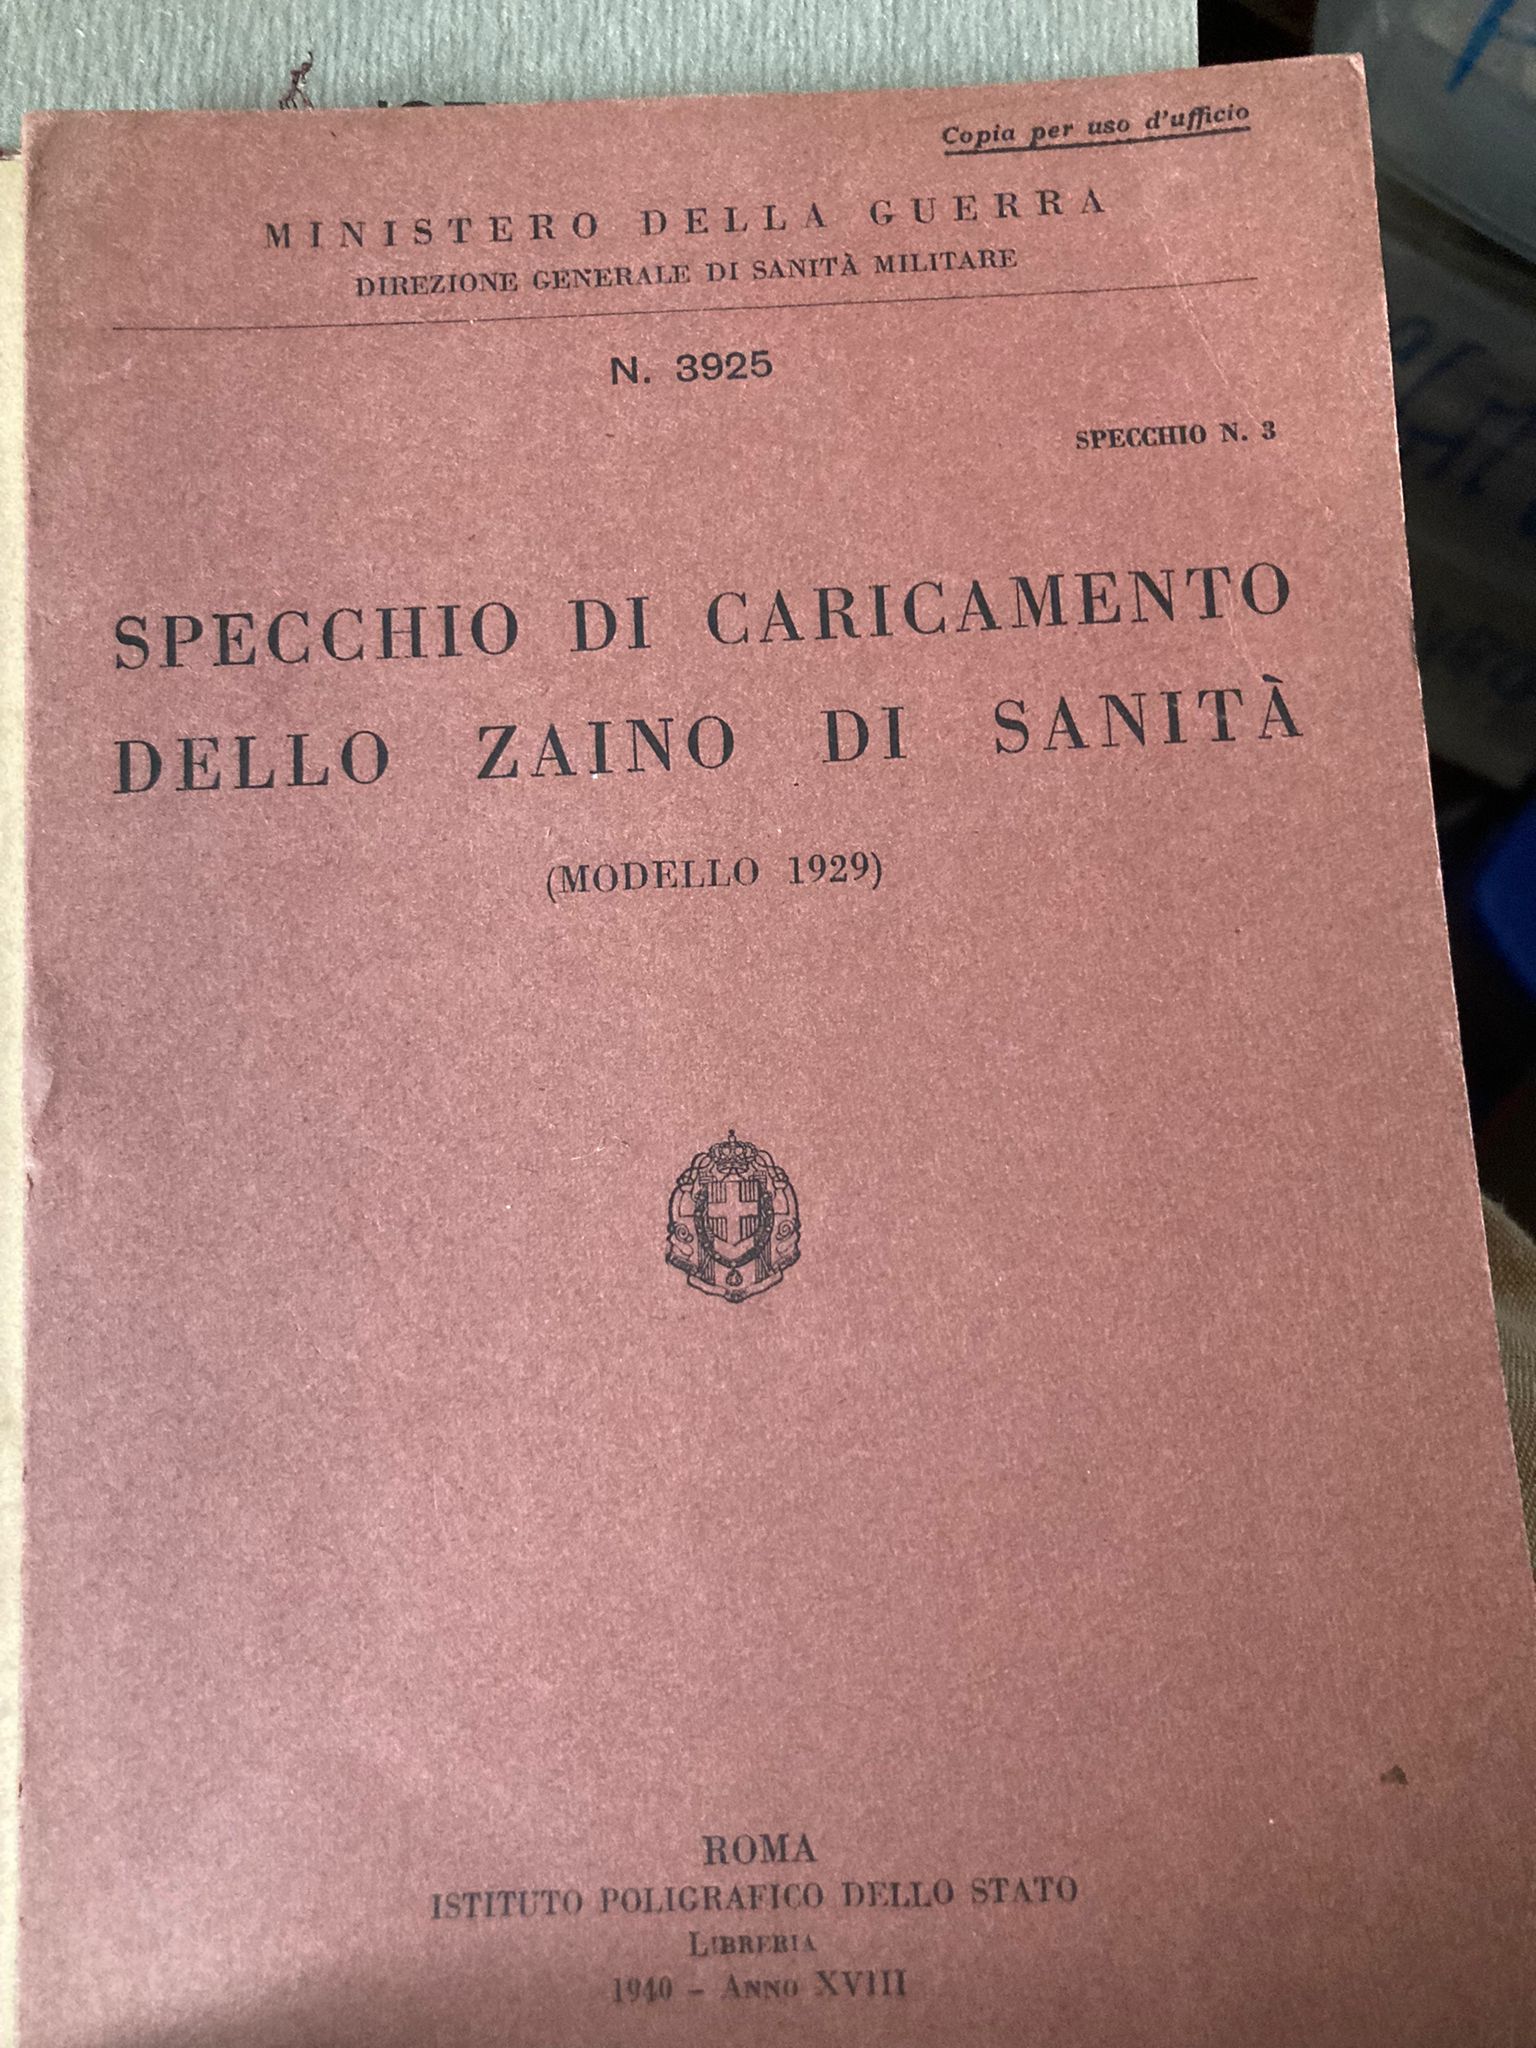 Copia per uso d'ufficio
MINISTERO DELLA GUERRA
DIREZIONE GENERALE DI SANITÀ MILITARE
N. 3925
SPECCHIO N. 3
SPECCHIO DI CARICAMENTO
DELLO ZAINO DI SANITÀ
(MODELLO 1929)
ROMA
ISTITUTO POLIGRAFICO DELLO STATO
LIBRERIA
1940 – ANNO XVIII